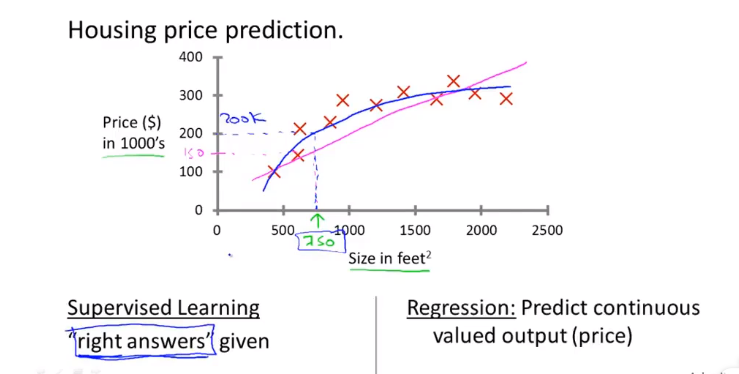 Housing price prediction.
400
300
Price ($)
in 1000's
200K
200
150
100
0
0
500
1000
1500
2000
2500
750
Size in feet²
Supervised Learning
"right answers" given
Regression: Predict continuous
valued output (price)